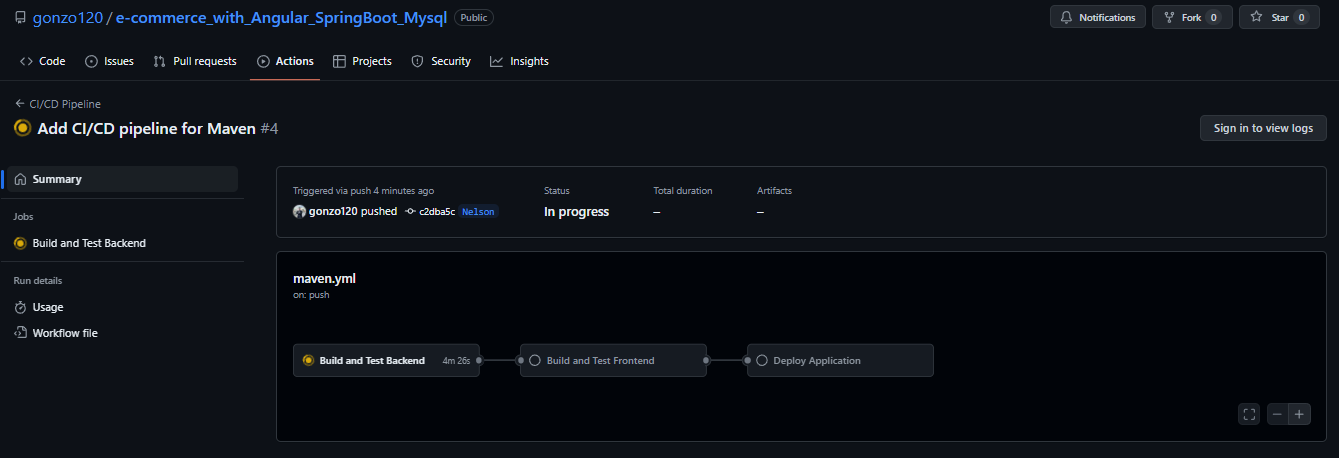 gonzo120 / e-commerce_with_Angular_SpringBoot_Mysql Public Notifications Fork 0 Star 0
Code Issues Pull requests Actions Projects Security Insights
CI/CD Pipeline
Add CI/CD pipeline for Maven #4
Sign in to view logs
Summary
Jobs
Build and Test Backend
Run details
Usage
Workflow file
Triggered via push 4 minutes ago Status Total duration Artifacts
gonzo120 pushed c2dba5c Nelson In progress – –
maven.yml
on: push
Build and Test Backend 4m 26s Build and Test Frontend Deploy Application